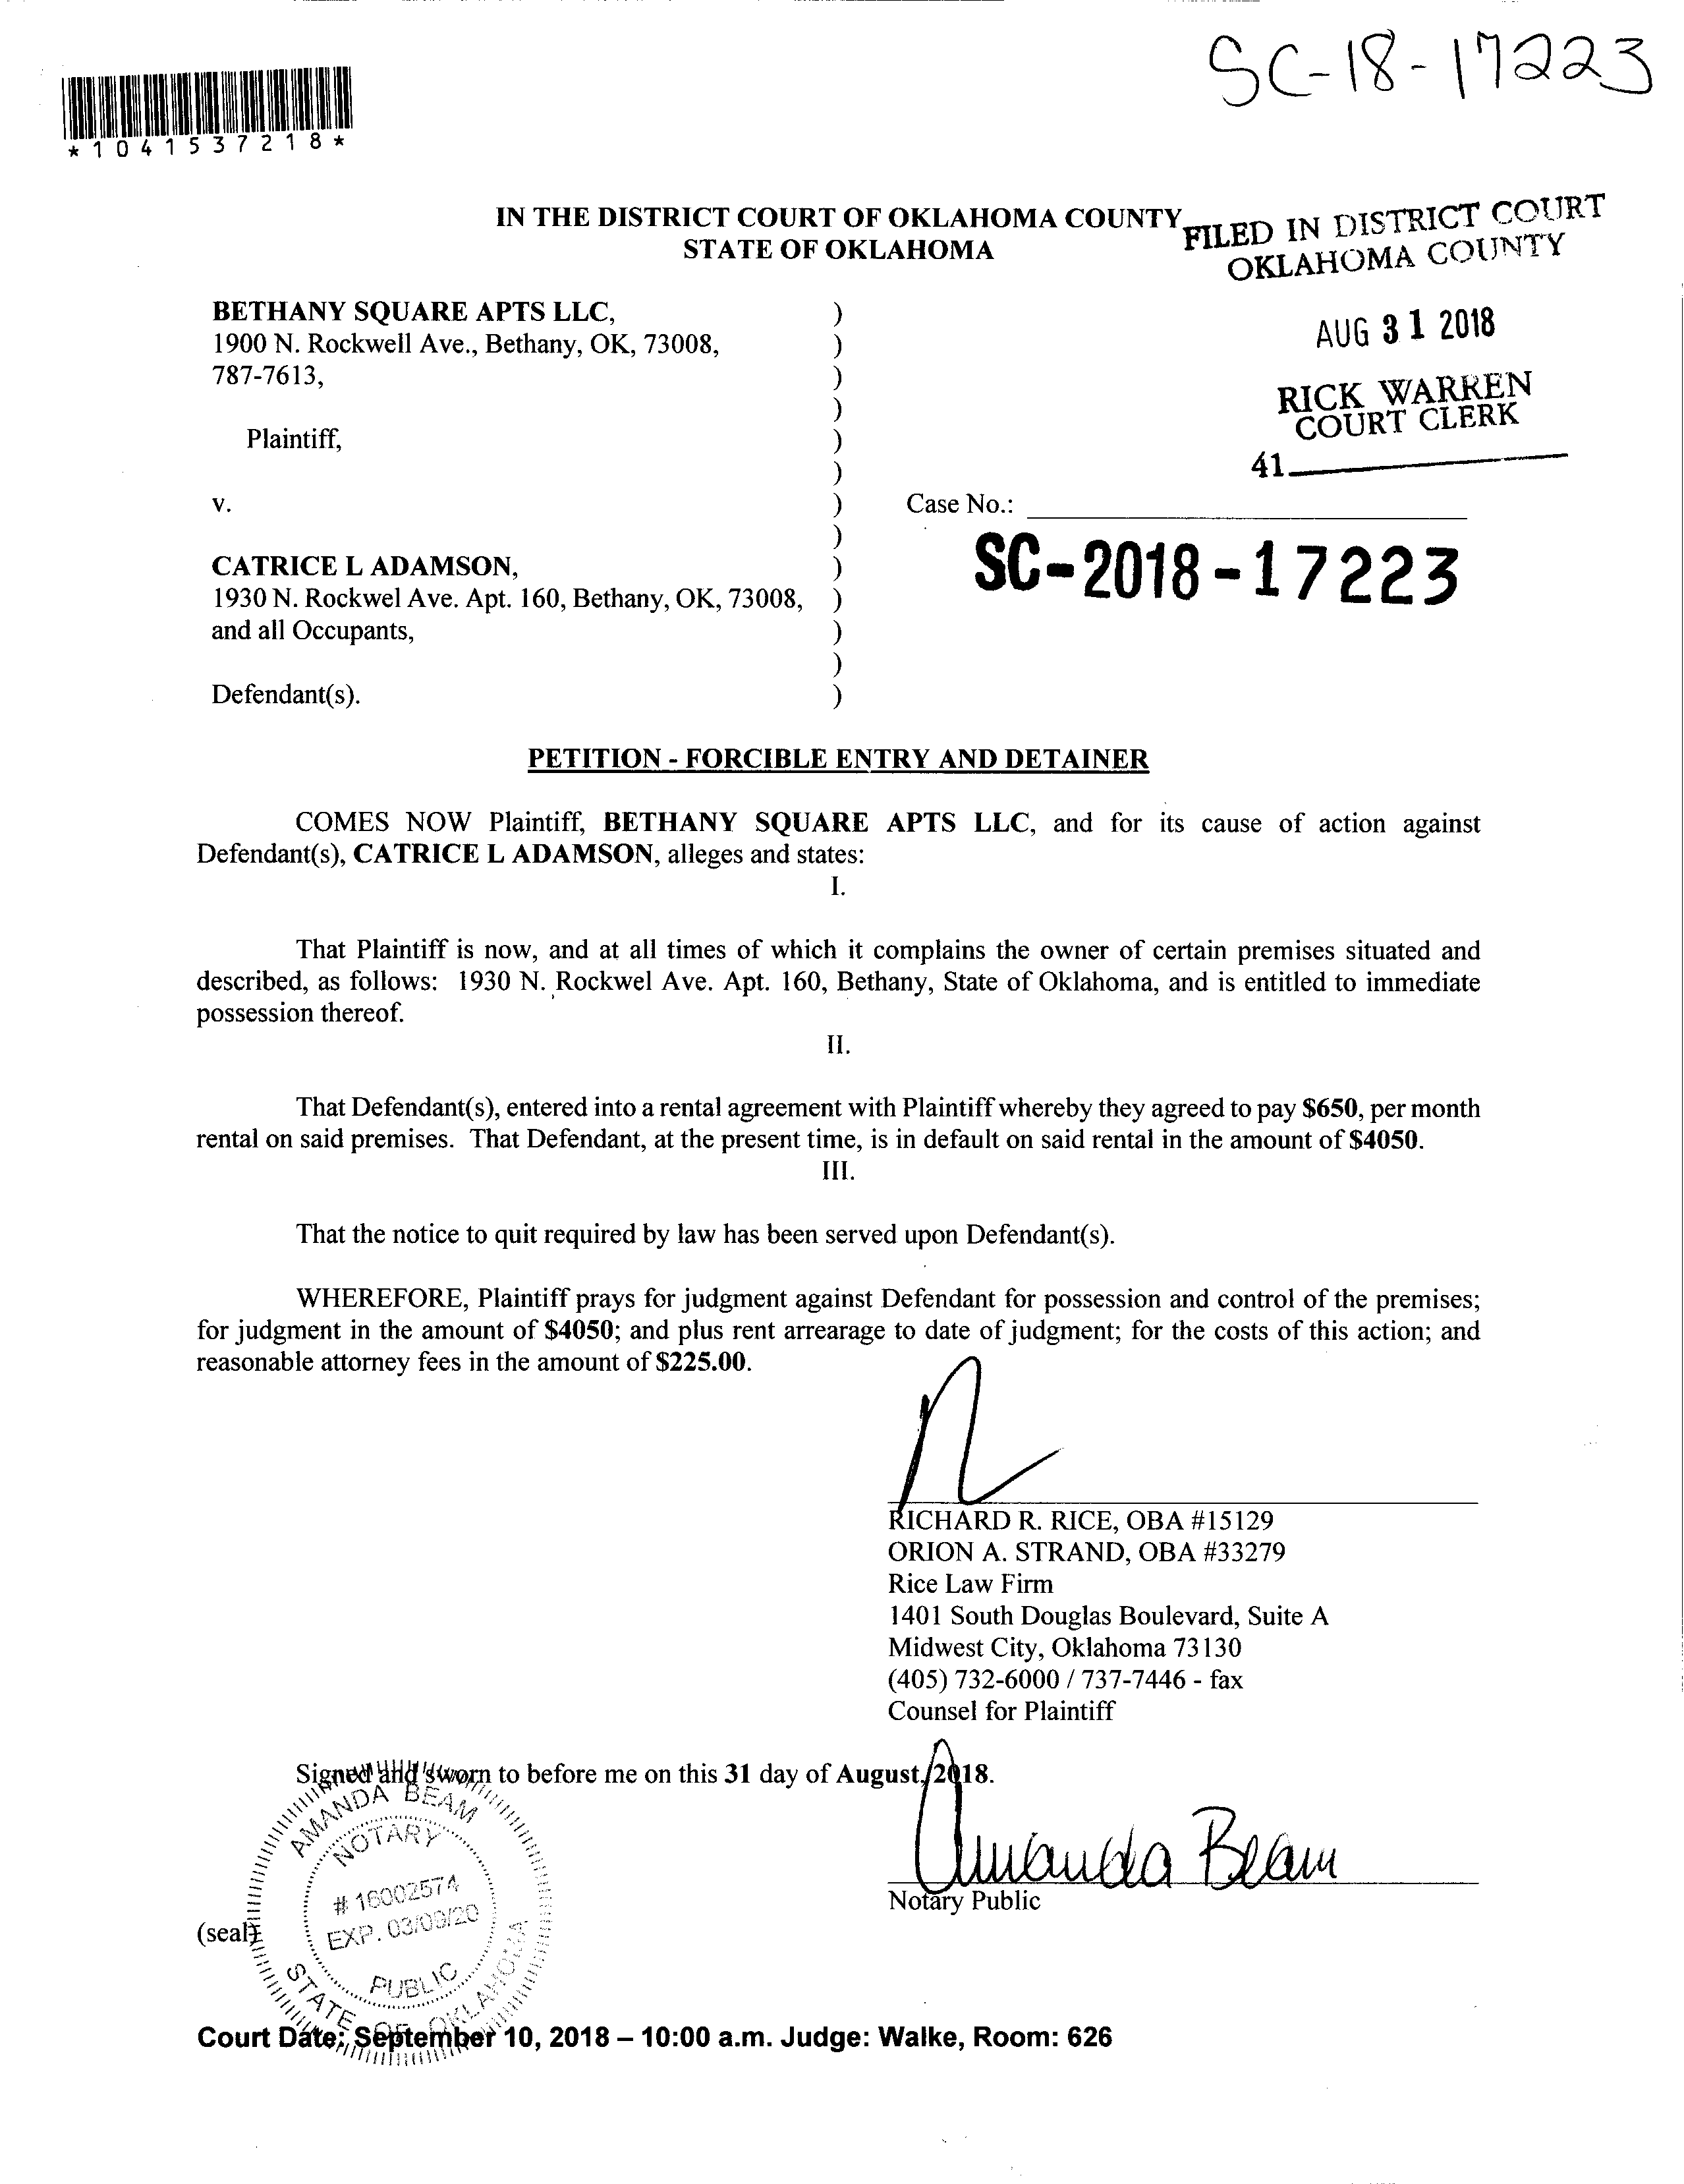 SC-18-17223
*1041537218*
IN THE DISTRICT COURT OF OKLAHOMA COUNTY
STATE OF OKLAHOMA
FILED IN DISTRICT COURT
OKLAHOMA COUNTY
AUG 31 2018
RICK WARREN
COURT CLERK
41
BETHANY SQUARE APTS LLC, )
1900 N. Rockwell Ave., Bethany, OK, 73008, )
787-7613, )
)
Plaintiff, )
)
v. ) Case No.:
)
SC-2018-17223
CATRICE L ADAMSON, )
1930 N. Rockwel Ave. Apt. 160, Bethany, OK, 73008, )
and all Occupants, )
)
Defendant(s). )
PETITION - FORCIBLE ENTRY AND DETAINER
COMES NOW Plaintiff, BETHANY SQUARE APTS LLC, and for its cause of action against
Defendant(s), CATRICE L ADAMSON, alleges and states:
I.
That Plaintiff is now, and at all times of which it complains the owner of certain premises situated and
described, as follows: 1930 N. Rockwel Ave. Apt. 160, Bethany, State of Oklahoma, and is entitled to immediate
possession thereof.
II.
That Defendant(s), entered into a rental agreement with Plaintiff whereby they agreed to pay $650, per month
rental on said premises. That Defendant, at the present time, is in default on said rental in the amount of $4050.
III.
That the notice to quit required by law has been served upon Defendant(s).
WHEREFORE, Plaintiff prays for judgment against Defendant for possession and control of the premises;
for judgment in the amount of $4050; and plus rent arrearage to date of judgment; for the costs of this action; and
reasonable attorney fees in the amount of $225.00.
RICHARD R. RICE, OBA #15129
ORION A. STRAND, OBA #33279
Rice Law Firm
1401 South Douglas Boulevard, Suite A
Midwest City, Oklahoma 73130
(405) 732-6000 / 737-7446 - fax
Counsel for Plaintiff
Signed and sworn to before me on this 31 day of August, 2018.
Amanda Beam
Notary Public
(seal)
AMANDA BEAM
NOTARY
# 16002574
EXP. 03/09/20
PUBLIC
STATE OF OKLAHOMA
Court Date: September 10, 2018 – 10:00 a.m. Judge: Walke, Room: 626